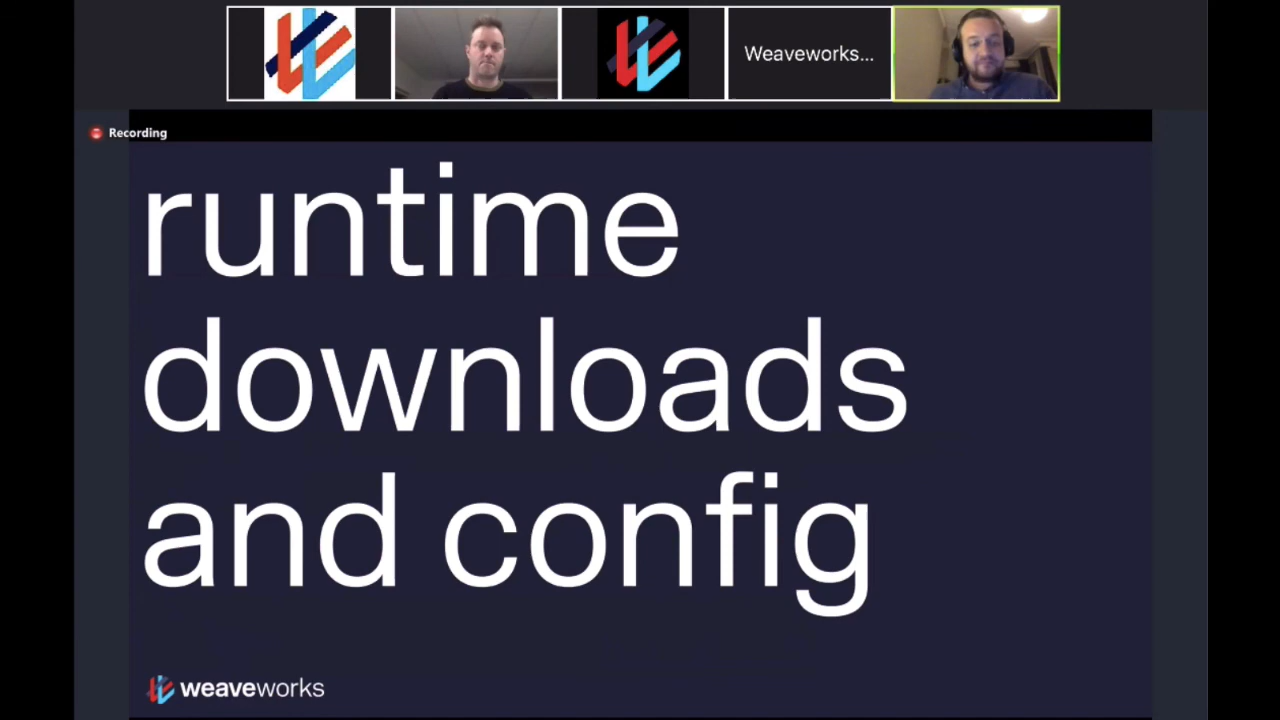 Weaveworks...
Recording
runtime
downloads
and config
weaveworks